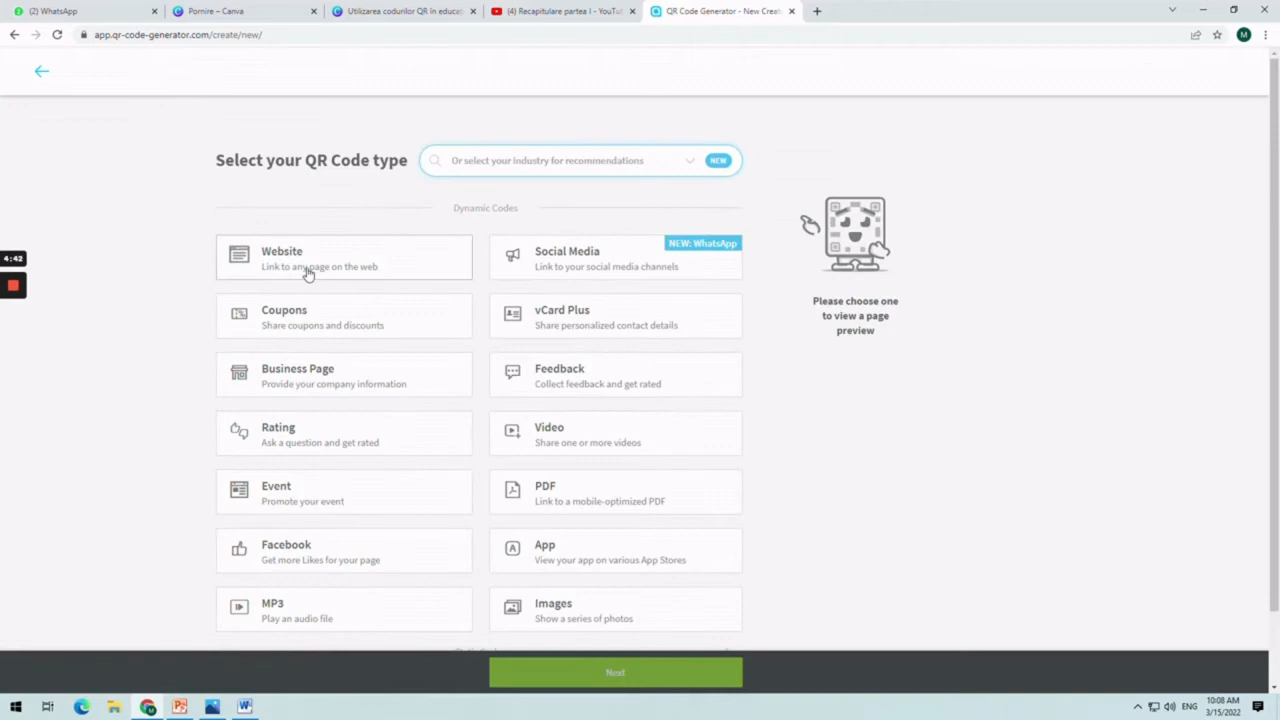 (2) WhatsApp
Pornire – Canva
Utilizarea codurilor QR în educaț
(4) Recapitulare partea I - YouTub
QR Code Generator - New Creat
app.qr-code-generator.com/create/new/
M
Select your QR Code type
Or select your industry for recommendations
NEW
Dynamic Codes
Website
Link to any page on the web
NEW: WhatsApp
Social Media
Link to your social media channels
4:42
Coupons
Share coupons and discounts
vCard Plus
Share personalized contact details
Please choose one
to view a page
preview
Business Page
Provide your company information
Feedback
Collect feedback and get rated
Rating
Ask a question and get rated
Video
Share one or more videos
Event
Promote your event
PDF
Link to a mobile-optimized PDF
Facebook
Get more Likes for your page
App
View your app on various App Stores
MP3
Play an audio file
Images
Show a series of photos
Next
ENG
10:08 AM
3/15/2022